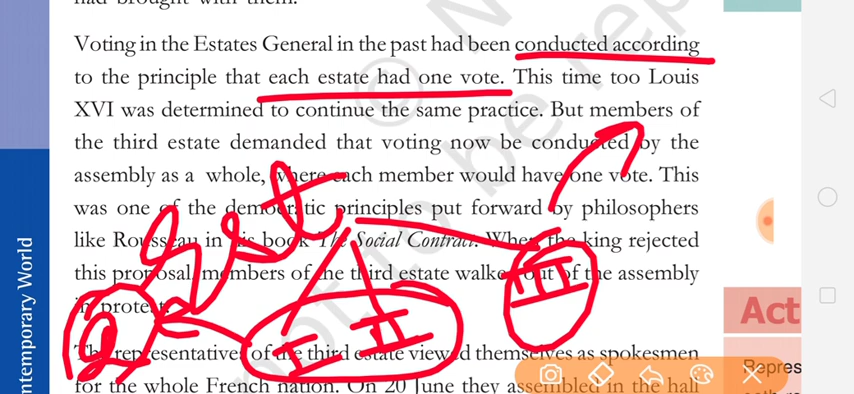 had brought with them.
Voting in the Estates General in the past had been conducted according
to the principle that each estate had one vote. This time too Louis
XVI was determined to continue the same practice. But members of
the third estate demanded that voting now be conducted by the
assembly as a whole, where each member would have one vote. This
was one of the democratic principles put forward by philosophers
like Rousseau in his book The Social Contract. When the king rejected
this proposal, members of the third estate walked out of the assembly
in protest.
The representatives of the third estate viewed themselves as spokesmen
for the whole French nation. On 20 June they assembled in the hall
ntemporary World
Act
Repres
Est
I II
III
2